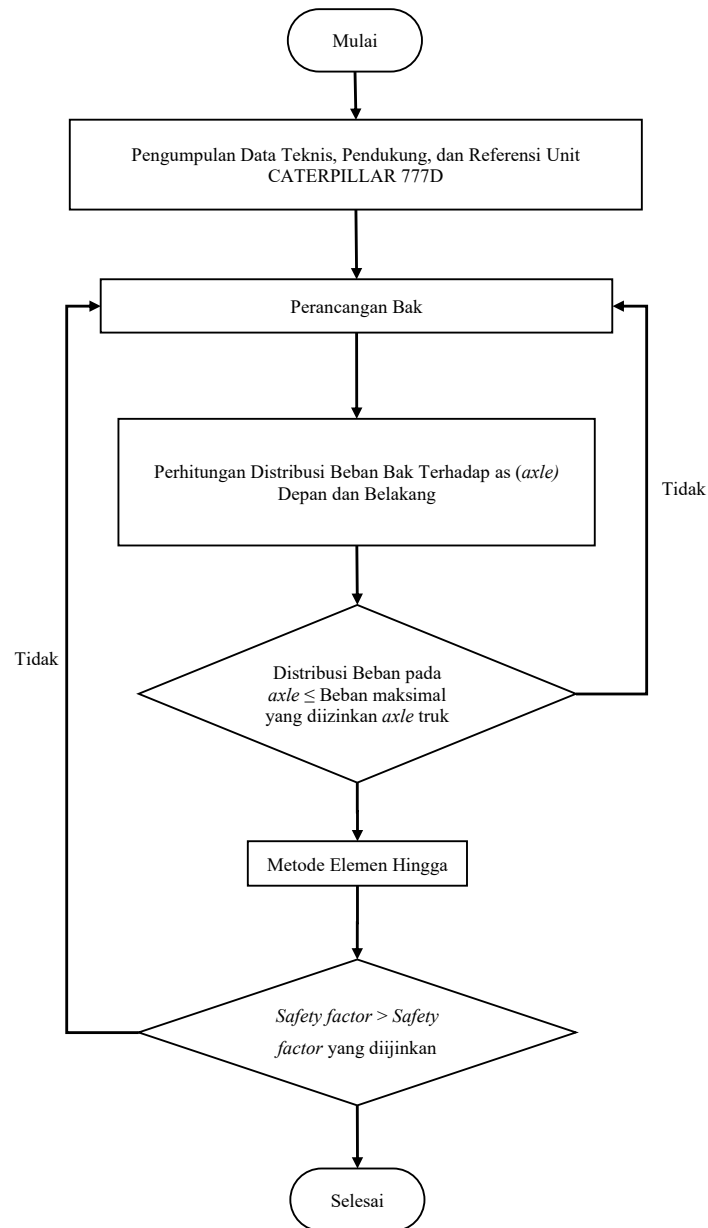 Mulai
Pengumpulan Data Teknis, Pendukung, dan Referensi Unit
CATERPILLAR 777D
Perancangan Bak
Perhitungan Distribusi Beban Bak Terhadap as (axle)
Depan dan Belakang
Tidak
Distribusi Beban pada
axle ≤ Beban maksimal
yang diizinkan axle truk
Tidak
Metode Elemen Hingga
Safety factor > Safety
factor yang diijinkan
Selesai